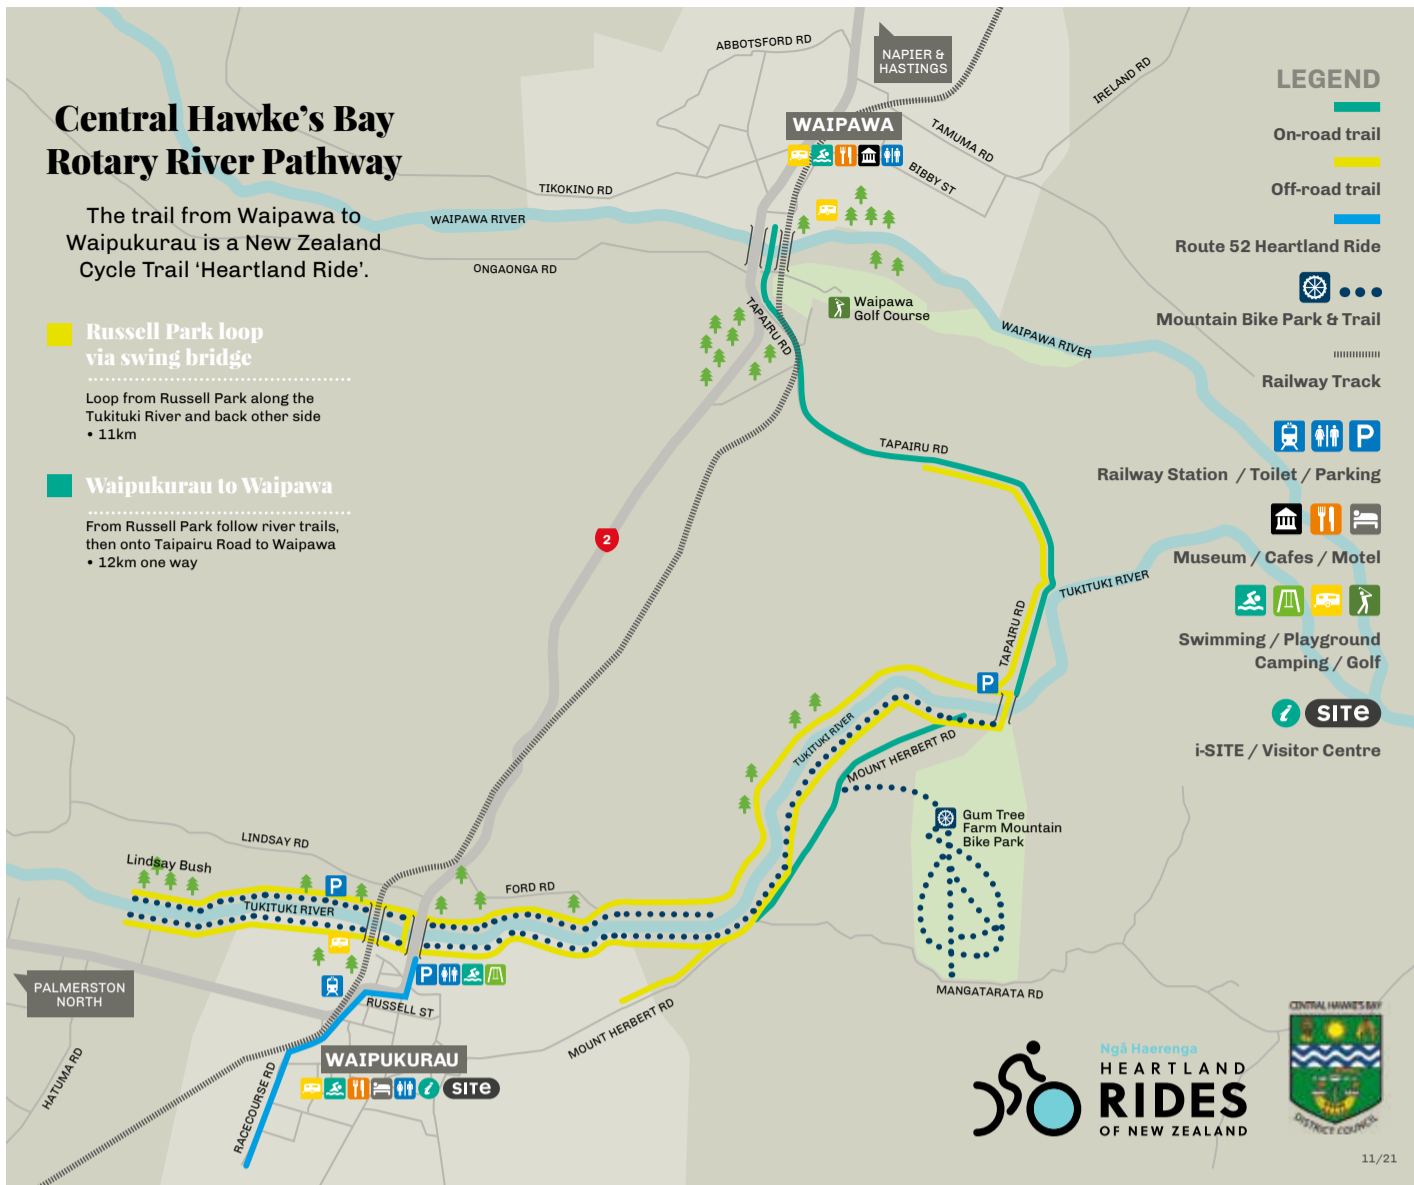 Central Hawke's Bay
Rotary River Pathway
The trail from Waipawa to
Waipukurau is a New Zealand
Cycle Trail ‘Heartland Ride’.
Russell Park loop
via swing bridge
Loop from Russell Park along the
Tukituki River and back other side
• 11km
Waipukurau to Waipawa
From Russell Park follow river trails,
then onto Taipairu Road to Waipawa
• 12km one way
ABBOTSFORD RD
NAPIER &
HASTINGS
IRELAND RD
WAIPAWA
TAMUMA RD
BIBBY ST
TIKOKINO RD
WAIPAWA RIVER
ONGAONGA RD
TAPAIRU RD
Waipawa
Golf Course
WAIPAWA RIVER
TAPAIRU RD
2
TUKITUKI RIVER
TAPAIRU RD
P
TUKITUKI RIVER
MOUNT HERBERT RD
Gum Tree
Farm Mountain
Bike Park
LINDSAY RD
Lindsay Bush
P
FORD RD
TUKITUKI RIVER
P
PALMERSTON
NORTH
RUSSELL ST
MANGATARATA RD
MOUNT HERBERT RD
HATUMA RD
RACECOURSE RD
WAIPUKURAU
i SITe
LEGEND
On-road trail
Off-road trail
Route 52 Heartland Ride
Mountain Bike Park & Trail
Railway Track
P
Railway Station / Toilet / Parking
Museum / Cafes / Motel
Swimming / Playground
Camping / Golf
i SITe
i-SITE / Visitor Centre
Ngā Haerenga
HEARTLAND
RIDES
OF NEW ZEALAND
CENTRAL HAWKE'S BAY
DISTRICT COUNCIL
11/21